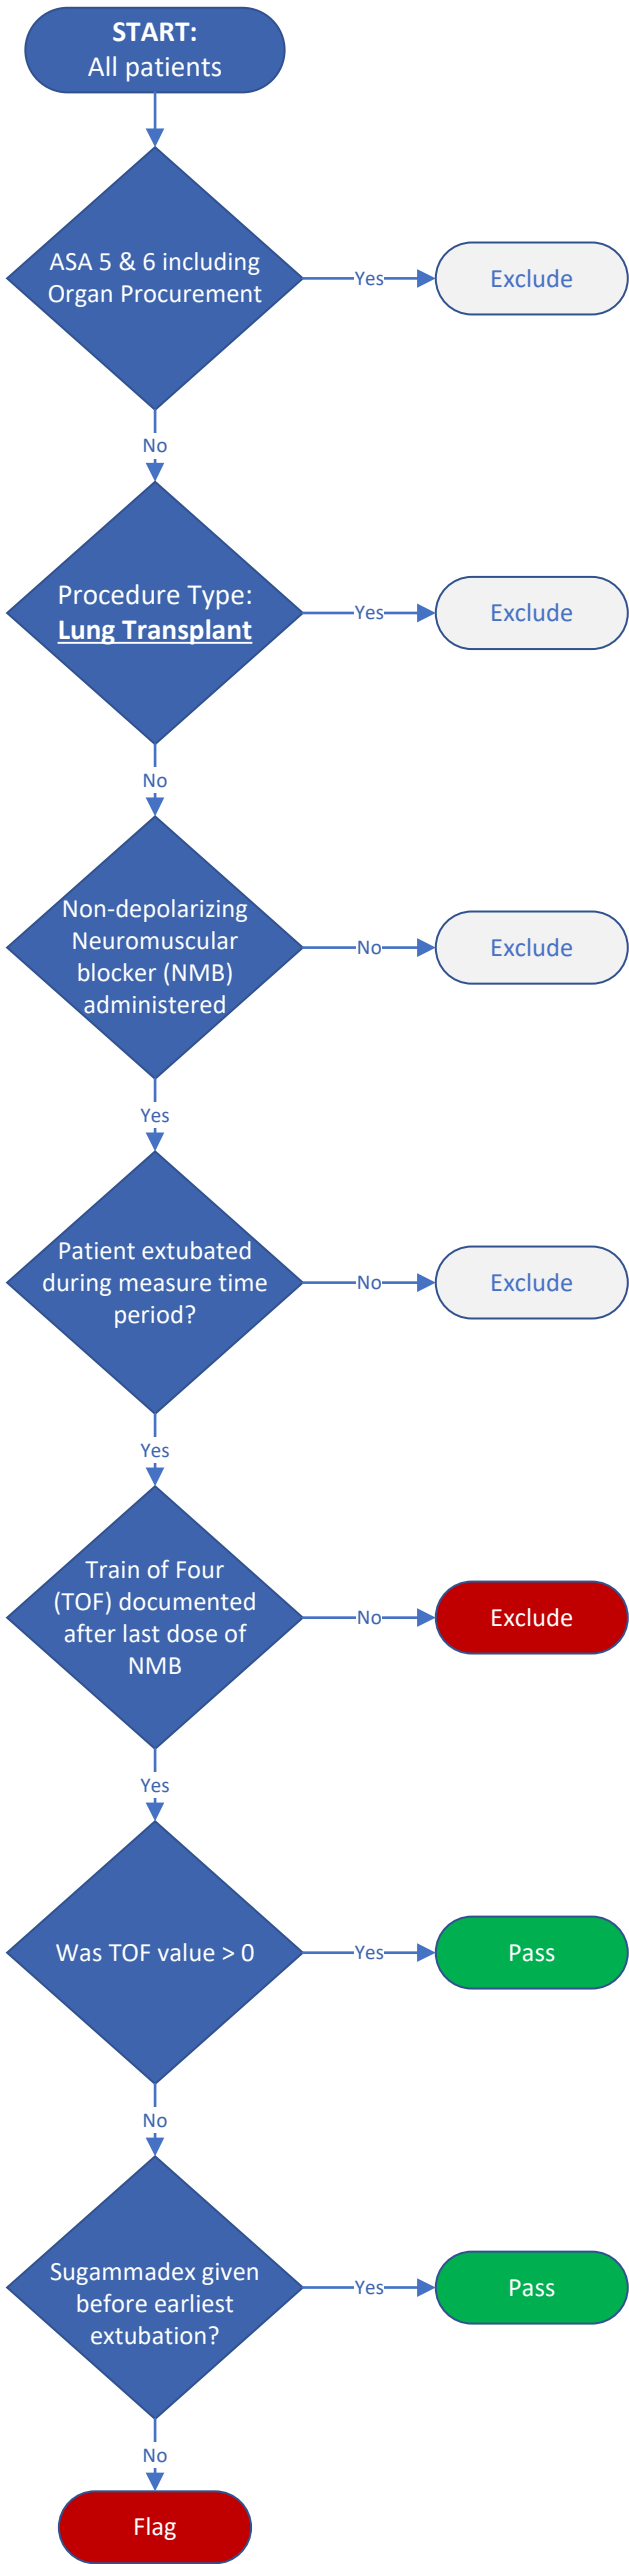 START:
All patients
ASA 5 & 6 including
Organ Procurement
Yes
Exclude
No
Procedure Type:
Lung Transplant
Yes
Exclude
No
Non-depolarizing
Neuromuscular
blocker (NMB)
administered
No
Exclude
Yes
Patient extubated
during measure time
period?
No
Exclude
Yes
Train of Four
(TOF) documented
after last dose of
NMB
No
Exclude
Yes
Was TOF value > 0
Yes
Pass
No
Sugammadex given
before earliest
extubation?
Yes
Pass
No
Flag